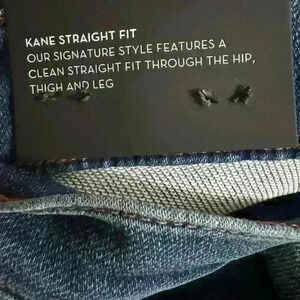 KANE STRAIGHT FIT
OUR SIGNATURE STYLE FEATURES A
CLEAN STRAIGHT FIT THROUGH THE HIP,
THIGH AND LEG